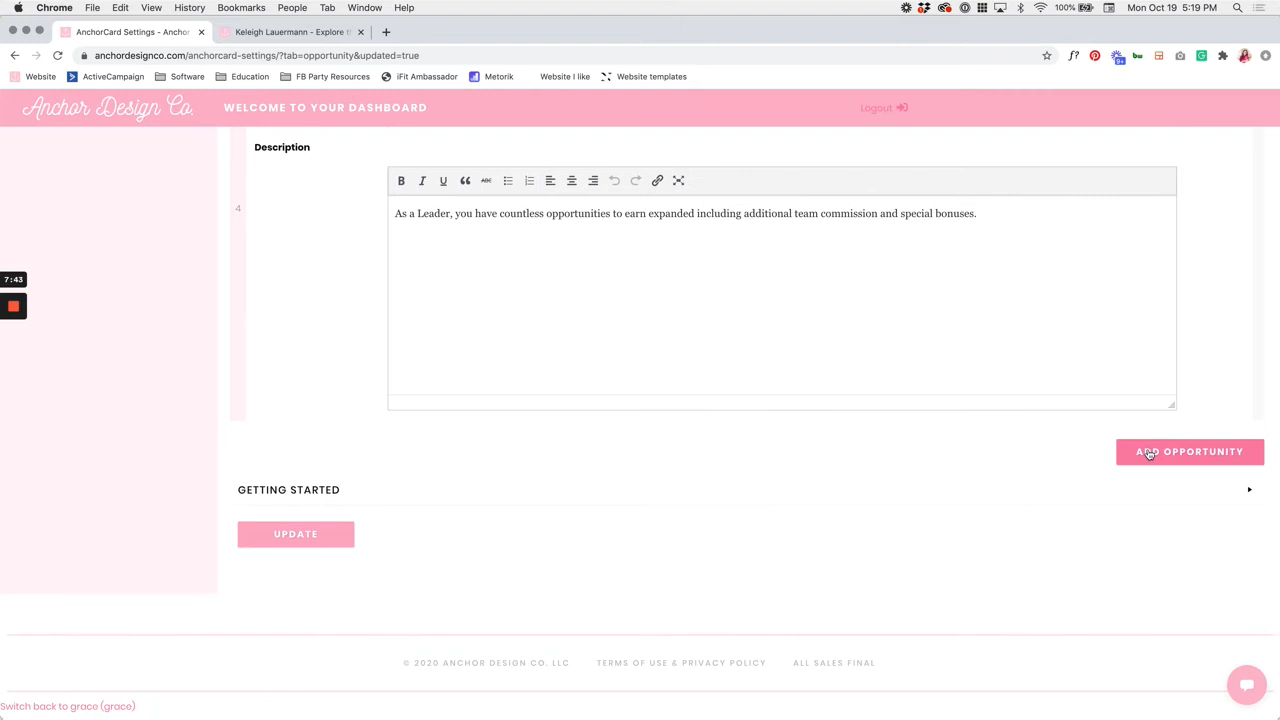 Chrome File Edit View History Bookmarks People Tab Window Help 100% Mon Oct 19 5:19 PM
AnchorCard Settings - Anchor Keleigh Lauermann - Explore t
anchordesignco.com/anchorcard-settings/?tab=opportunity&updated=true
Website ActiveCampaign Software Education FB Party Resources iFit Ambassador Metorik Website I like Website templates
Anchor Design Co. WELCOME TO YOUR DASHBOARD Logout
Description
B I U ABC
4
As a Leader, you have countless opportunities to earn expanded including additional team commission and special bonuses.
7:43
ADD OPPORTUNITY
GETTING STARTED
UPDATE
© 2020 ANCHOR DESIGN CO. LLC TERMS OF USE & PRIVACY POLICY ALL SALES FINAL
Switch back to grace (grace)